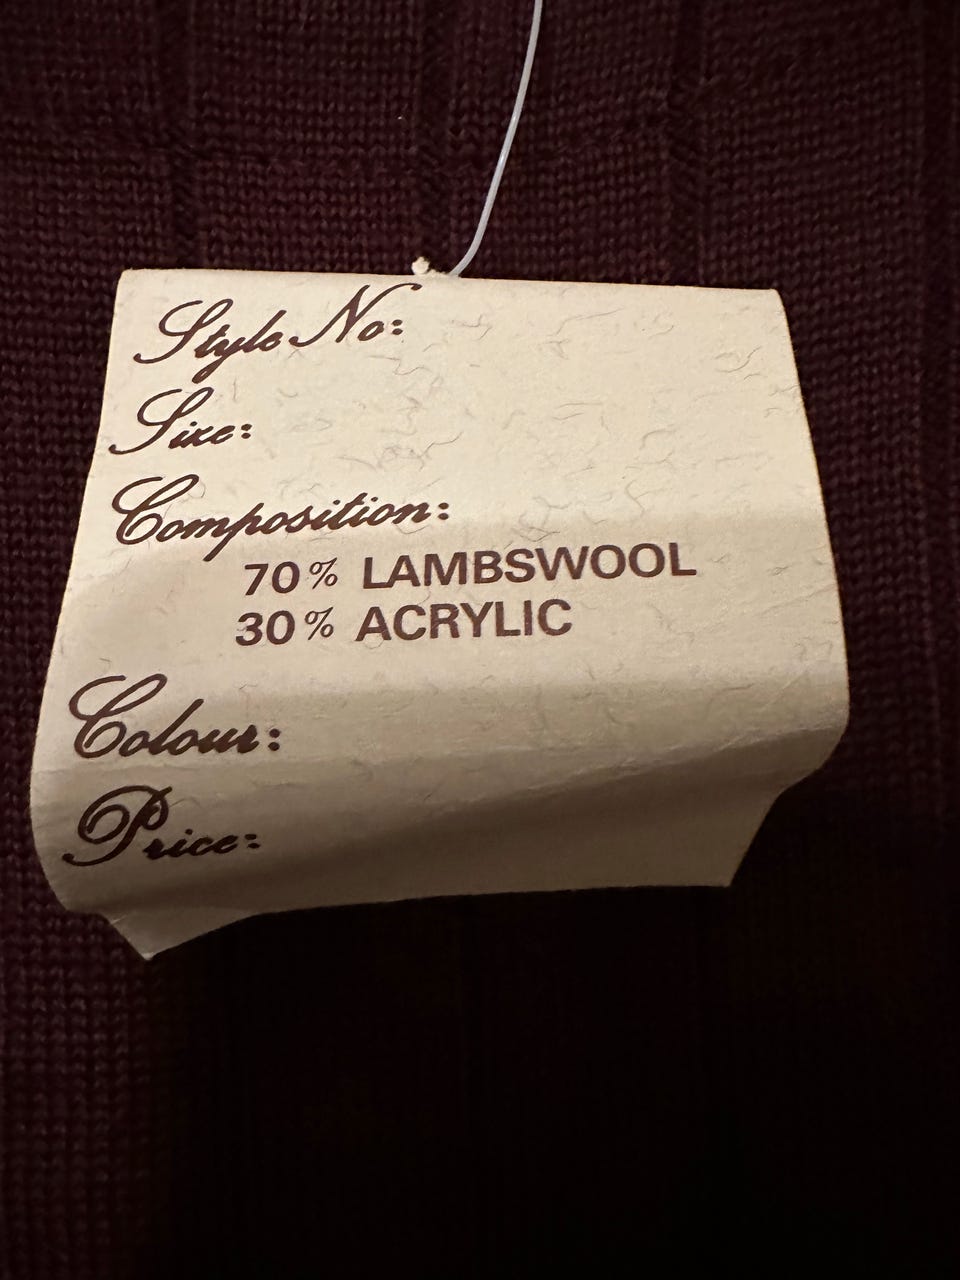 Style No:
Size:
Composition:
70% LAMBSWOOL
30% ACRYLIC
Colour:
Price: